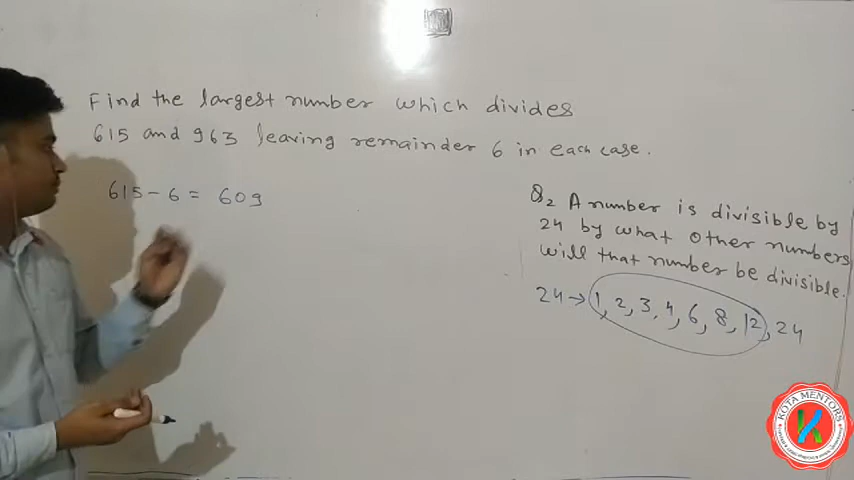 Find the largest number which divides
615 and 963 leaving remainder 6 in each case.
615 - 6 = 609
Q2 A number is divisible by
24 by what other numbers
will that number be divisible.
24 → 1, 2, 3, 4, 6, 8, 12, 24
KOTA MENTORS